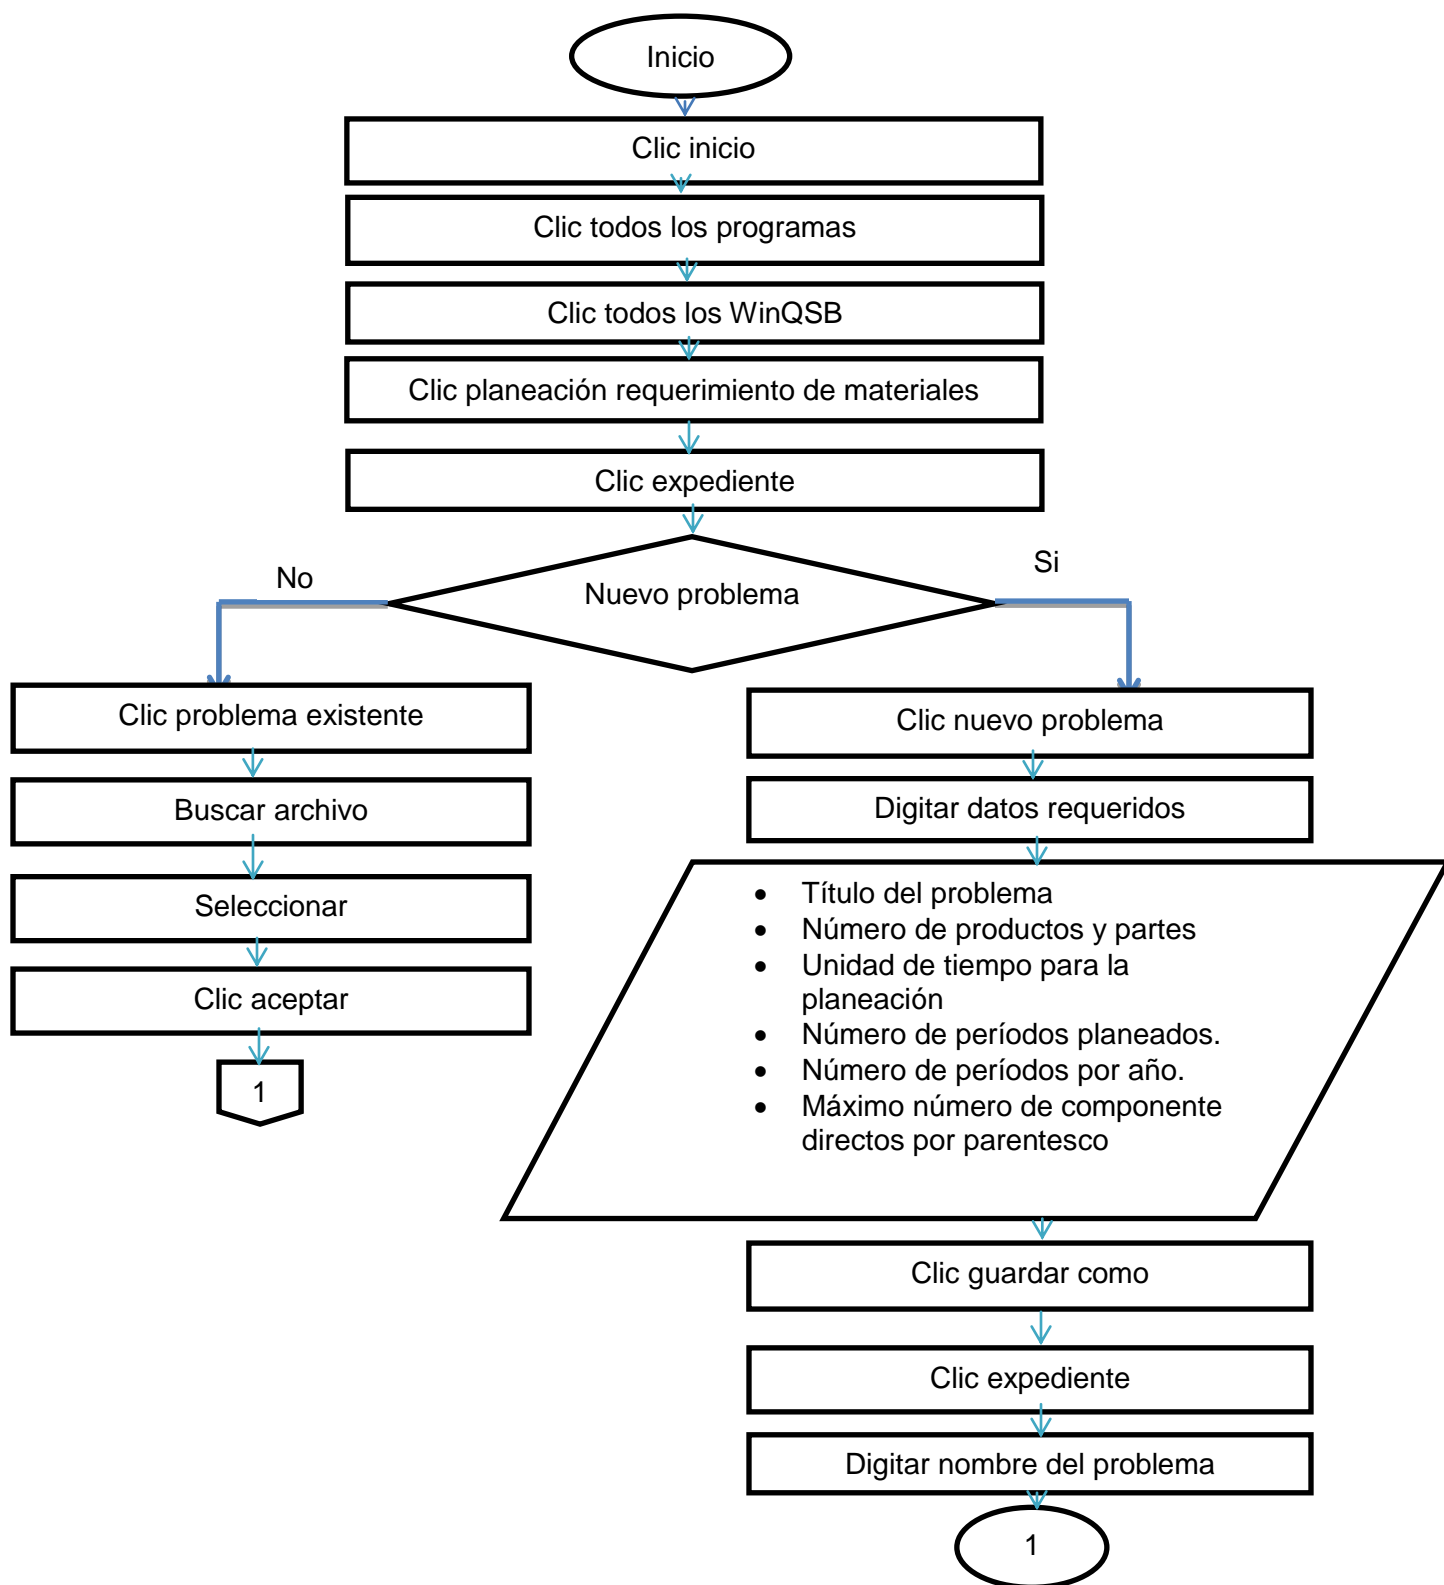 Inicio
Clic inicio
Clic todos los programas
Clic todos los WinQSB
Clic planeación requerimiento de materiales
Clic expediente
No
Si
Nuevo problema
Clic problema existente
Buscar archivo
Seleccionar
Clic aceptar
1
Clic nuevo problema
Digitar datos requeridos
• Título del problema
• Número de productos y partes
• Unidad de tiempo para la
planeación
• Número de períodos planeados.
• Número de períodos por año.
• Máximo número de componente
directos por parentesco
Clic guardar como
Clic expediente
Digitar nombre del problema
1